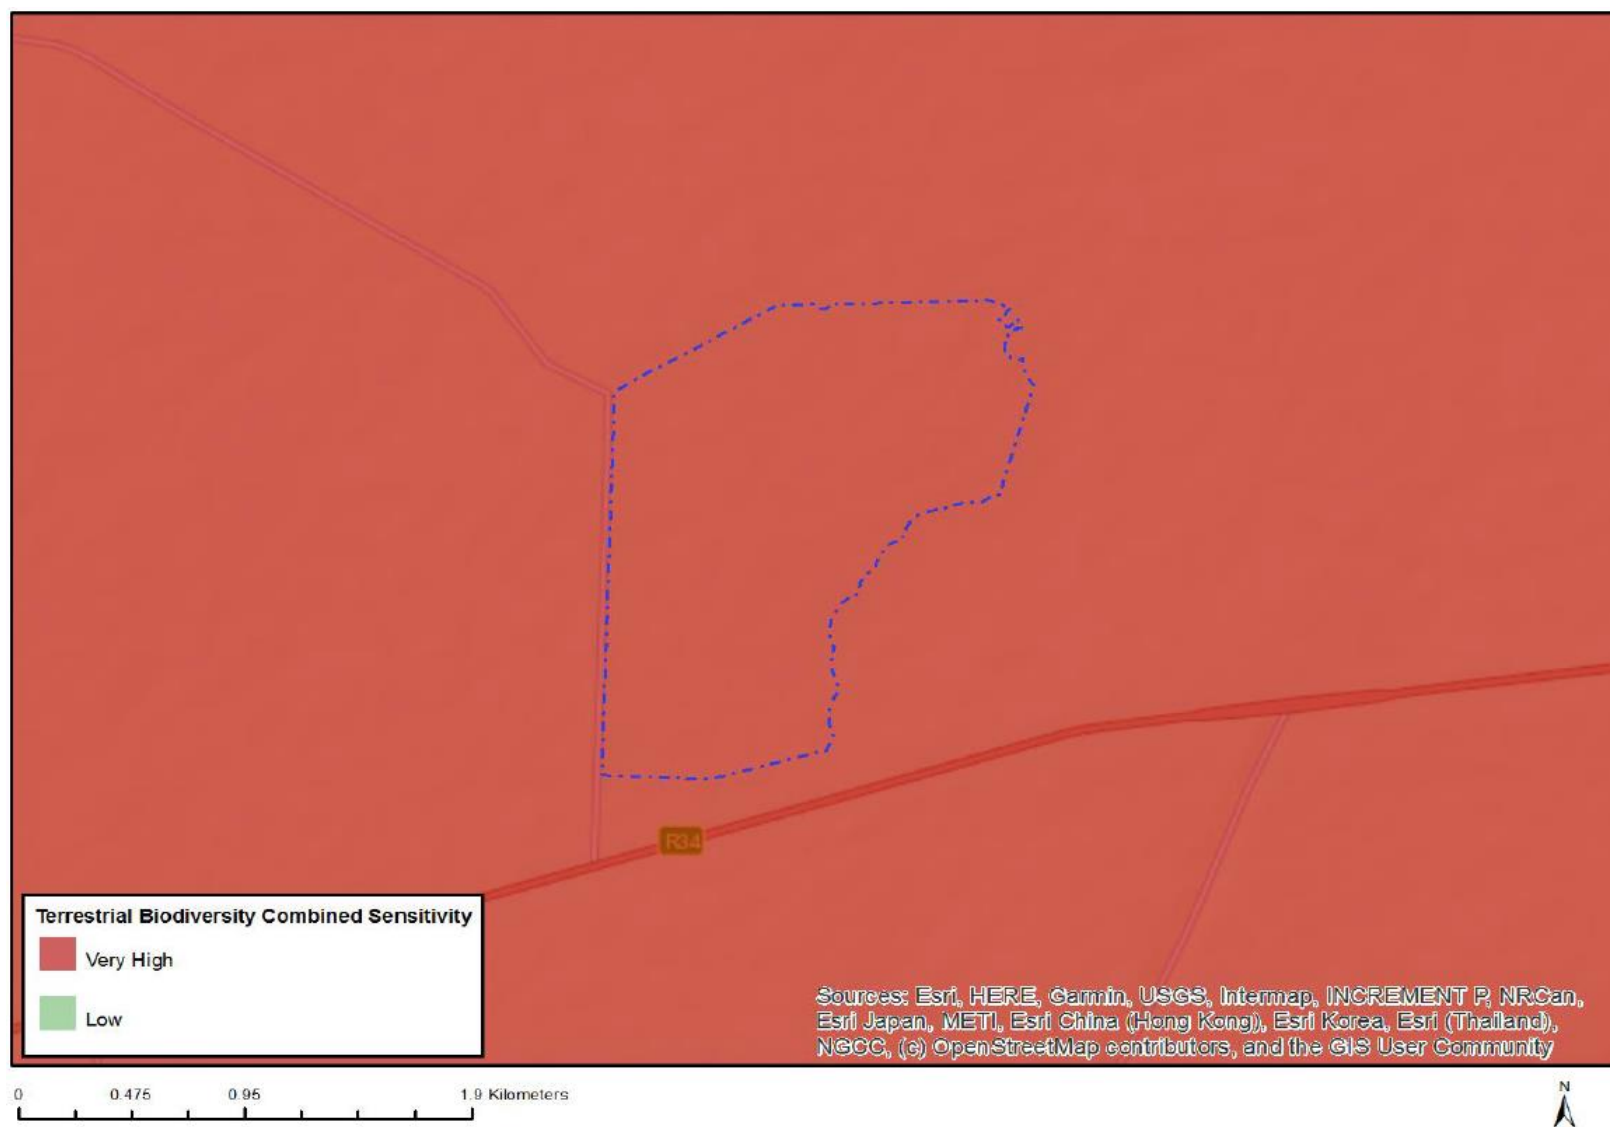 R34
Terrestrial Biodiversity Combined Sensitivity
Very High
Low
Sources: Esri, HERE, Garmin, USGS, Intermap, INCREMENT P, NRCan,
Esri Japan, METI, Esri China (Hong Kong), Esri Korea, Esri (Thailand),
NGCC, (c) OpenStreetMap contributors, and the GIS User Community
0 0.475 0.95 1.9 Kilometers
N